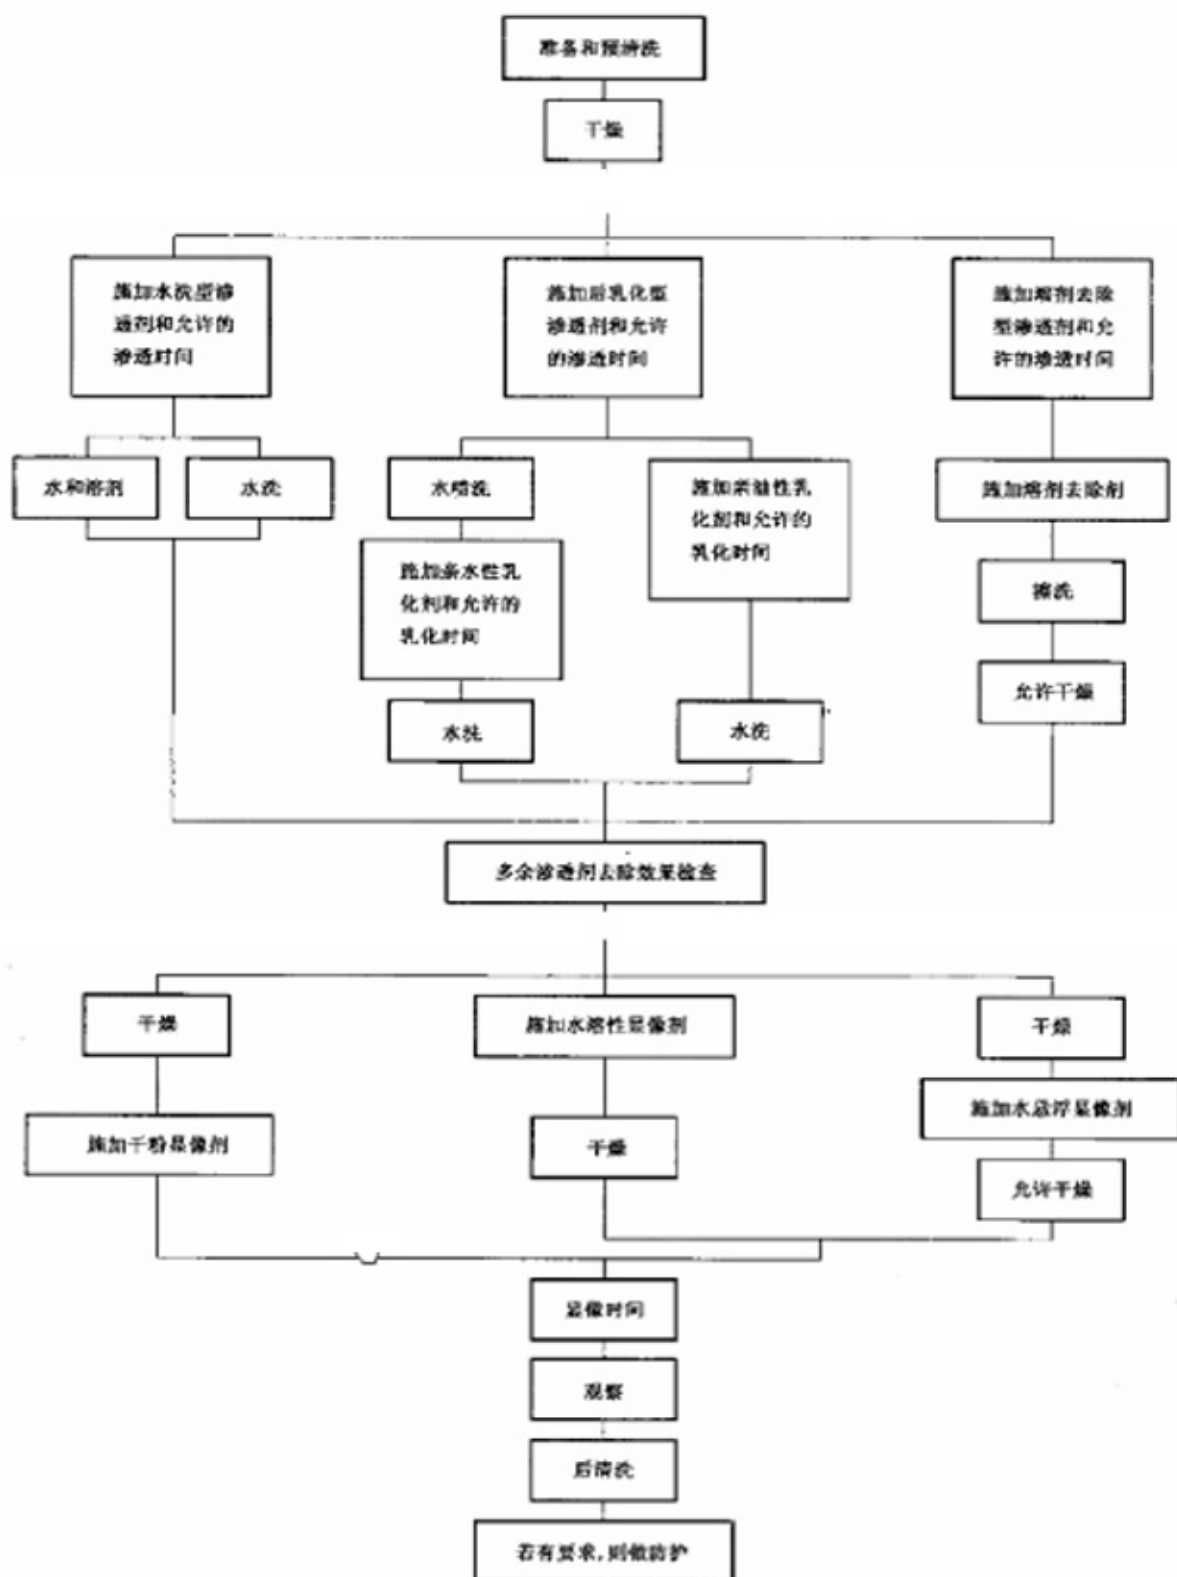 准备和预清洗
干燥
施加水洗型渗
透剂和允许的
渗透时间
施加后乳化型
渗透剂和允许
的渗透时间
施加溶剂去除
型渗透剂和允
许的渗透时间
水和溶剂
水洗
水喷洗
施加亲油性乳
化剂和允许的
乳化时间
施加溶剂去除剂
施加亲水性乳
化剂和允许的
乳化时间
擦洗
允许干燥
水洗
水洗
多余渗透剂去除效果检查
干燥
施加水溶性显像剂
干燥
施加干粉显像剂
干燥
施加水悬浮显像剂
允许干燥
显像时间
观察
后清洗
若有要求,则做防护